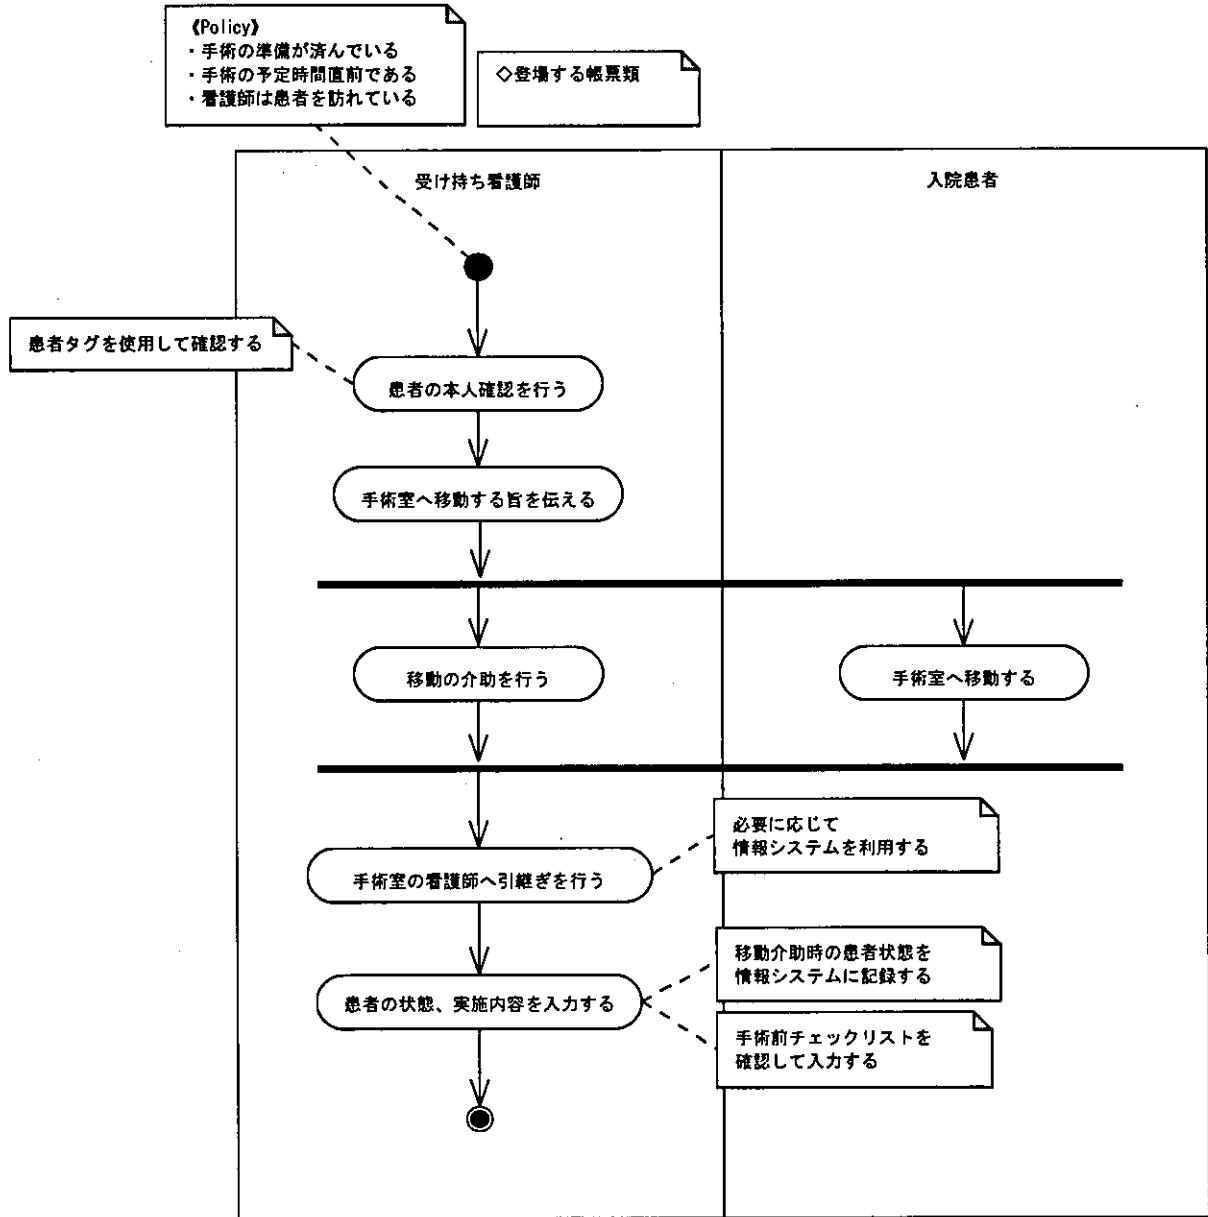 《Policy》
・手術の準備が済んでいる
・手術の予定時間直前である
・看護師は患者を訪れている
◇登場する帳票類
受け持ち看護師
入院患者
患者タグを使用して確認する
患者の本人確認を行う
手術室へ移動する旨を伝える
移動の介助を行う
手術室へ移動する
必要に応じて
情報システムを利用する
手術室の看護師へ引継ぎを行う
移動介助時の患者状態を
情報システムに記録する
患者の状態、実施内容を入力する
手術前チェックリストを
確認して入力する